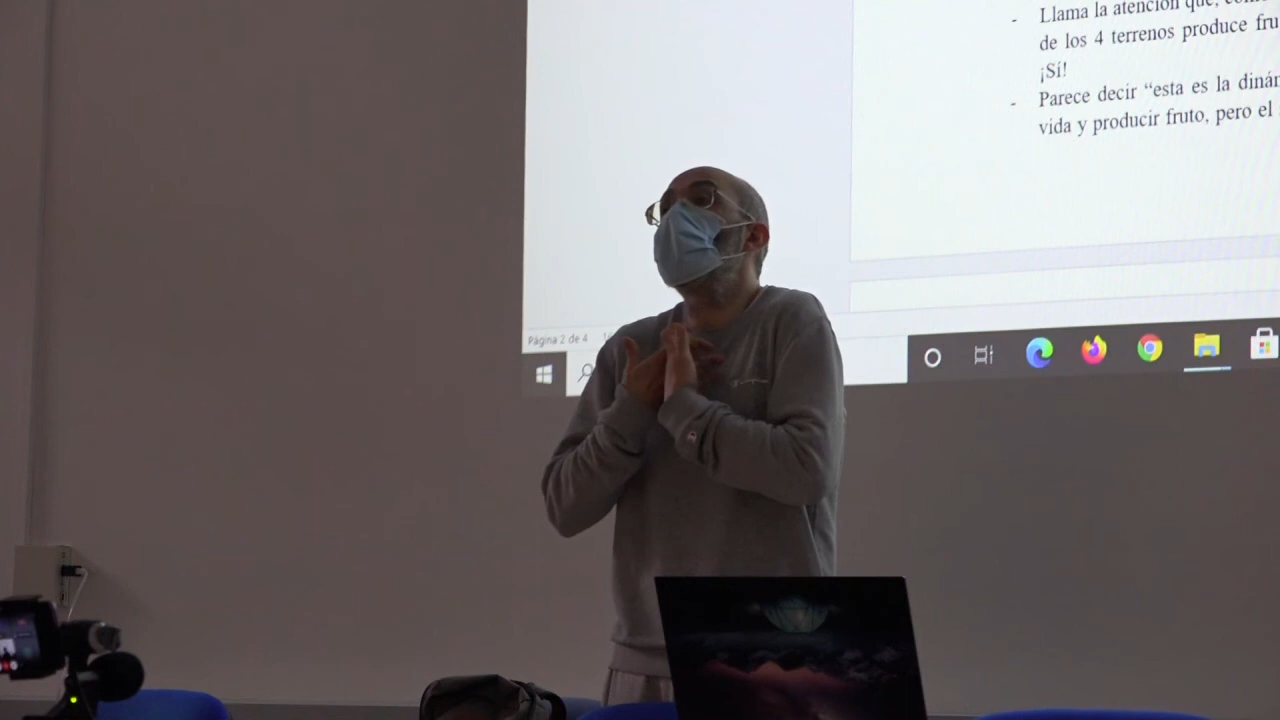 - Llama la atención que,
de los 4 terrenos produce
¡Sí!
- Parece decir “esta es la
vida y producir fruto, pero el
Página 2 de 4